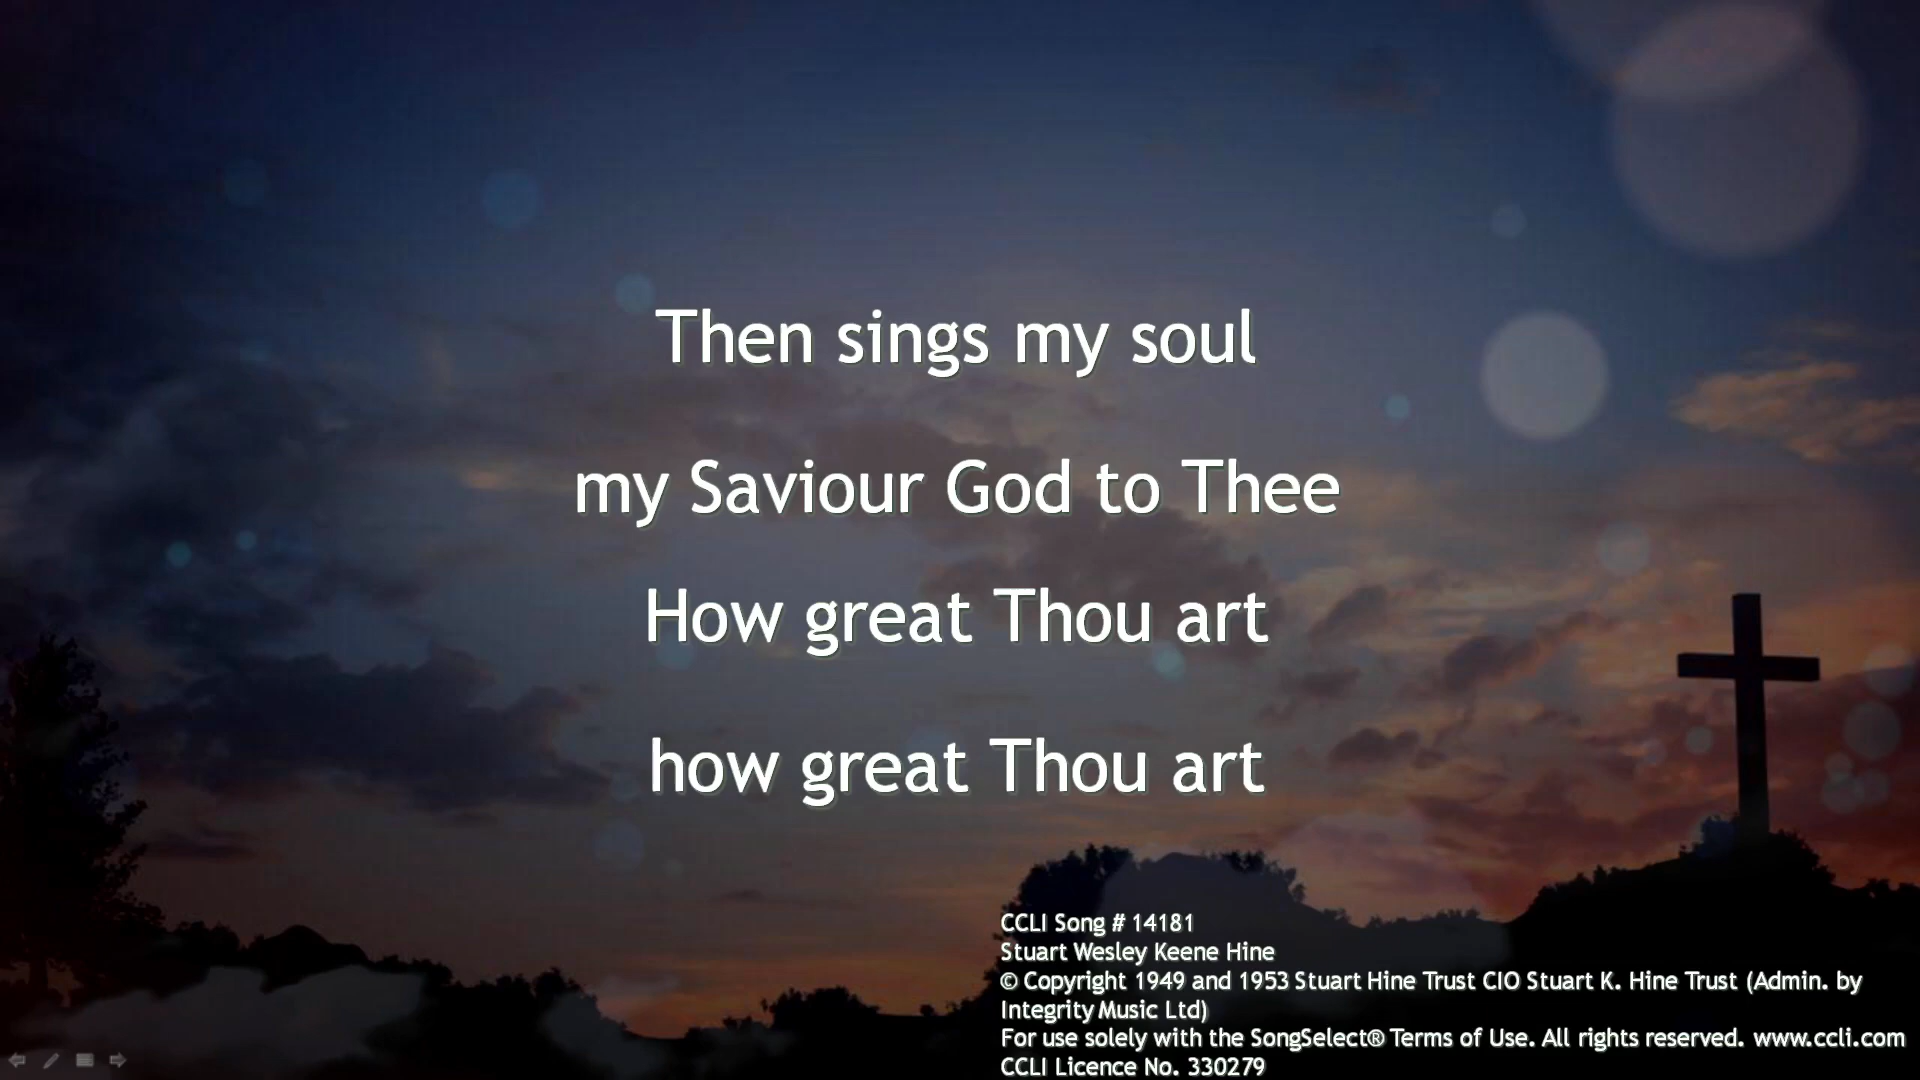 Then sings my soul
my Saviour God to Thee
How great Thou art
how great Thou art
CCLI Song # 14181
Stuart Wesley Keene Hine
© Copyright 1949 and 1953 Stuart Hine Trust CIO Stuart K. Hine Trust (Admin. by
Integrity Music Ltd)
For use solely with the SongSelect® Terms of Use. All rights reserved. www.ccli.com
CCLI Licence No. 330279